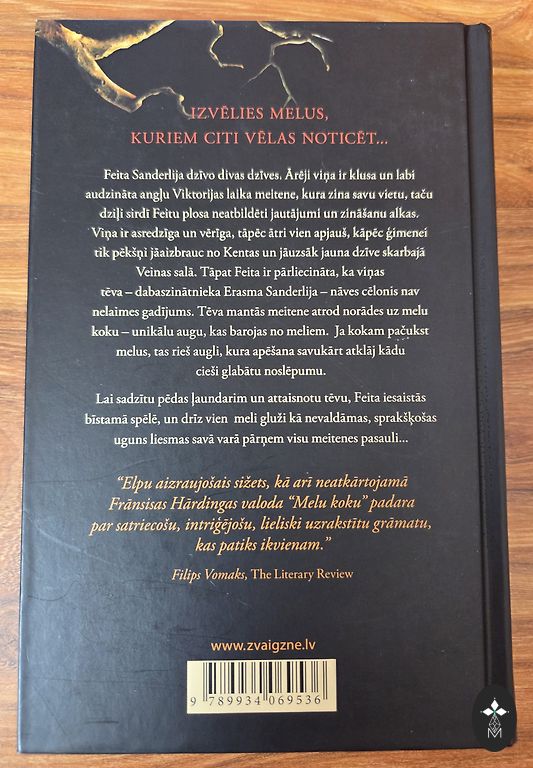 IZVĒLIES MELUS,
KURIEM CITI VĒLAS NOTICĒT...
Feita Sanderlija dzīvo divas dzīves. Ārēji viņa ir klusa un labi
audzināta angļu Viktorijas laika meitene, kura zina savu vietu, taču
dziļi sirdī Feitu plosa neatbildēti jautājumi un zināšanu alkas.
Viņa ir asredzīga un vērīga, tāpēc ātri vien apjauš, kāpēc ģimenei
tik pēkšņi jāaizbrauc no Kentas un jāuzsāk jauna dzīve skarbajā
Veinas salā. Tāpat Feita ir pārliecināta, ka viņas
tēva – dabaszinātnieka Erasma Sanderlija – nāves cēlonis nav
nelaimes gadījums. Tēva mantās meitene atrod norādes uz melu
koku – unikālu augu, kas barojas no meliem. Ja kokam pačukst
melus, tas rieš augli, kura apēšana savukārt atklāj kādu
cieši glabātu noslēpumu.
Lai sadzītu pēdas ļaundarim un attaisnotu tēvu, Feita iesaistās
bīstamā spēlē, un drīz vien meli gluži kā nevaldāmas, sprakšķošas
uguns liesmas savā varā pārņem visu meitenes pasauli...
“Elpu aizraujošais sižets, kā arī neatkārtojamā
Frānsisas Hārdingas valoda “Melu koku” padara
par satriecošu, intriģējošu, lieliski uzrakstītu grāmatu,
kas patiks ikvienam.”
Filips Vomaks, The Literary Review
www.zvaigzne.lv
9 789934 069536